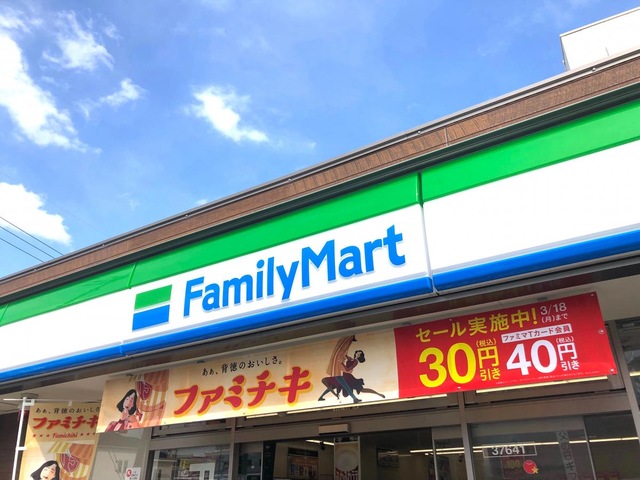 FamilyMart
セール実施中!
3/18
(月)まで
30円
(税込)
引き
ファミマTカード会員
40円
(税込)
引き
あぁ、背徳のおいしさ。
ファミチキ
あぁ、背徳のおいしさ。
ファミチキ
Famichiki
37641